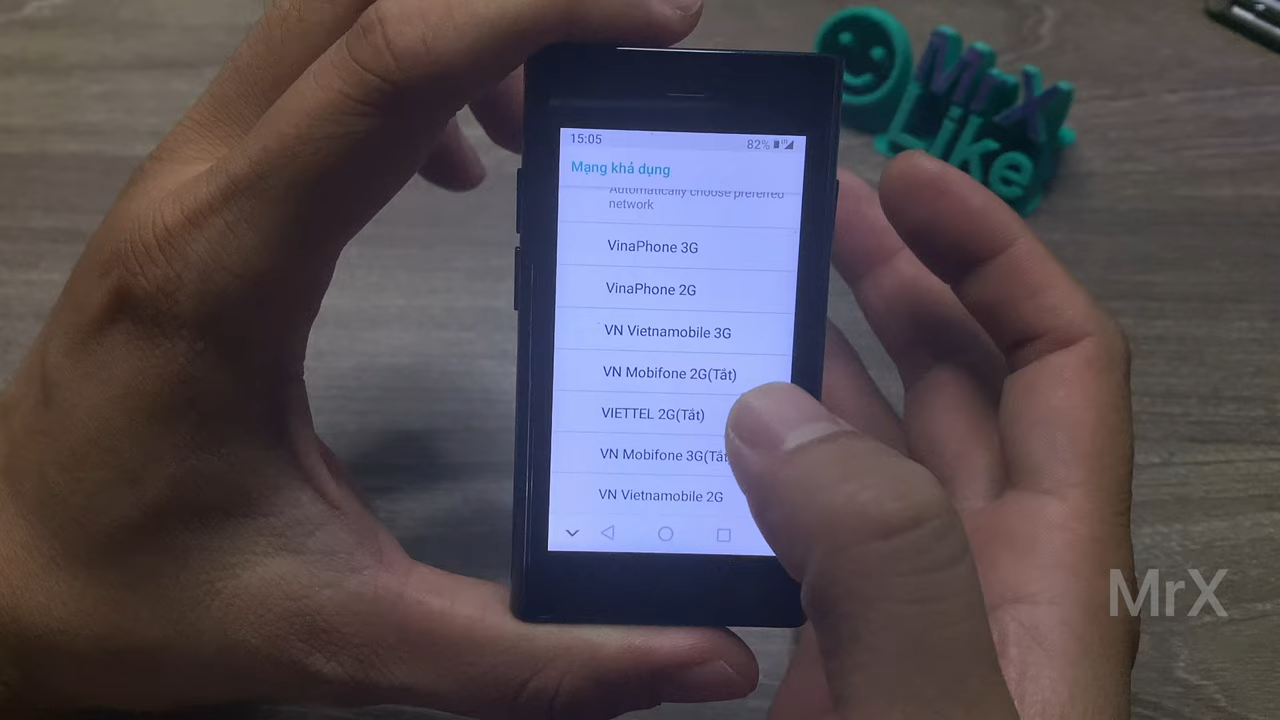 MrX
Like
15:05
82%
Mạng khả dụng
Automatically choose preferred
network
VinaPhone 3G
VinaPhone 2G
VN Vietnamobile 3G
VN Mobifone 2G(Tắt)
VIETTEL 2G(Tắt)
VN Mobifone 3G(Tắt
VN Vietnamobile 2G
MrX